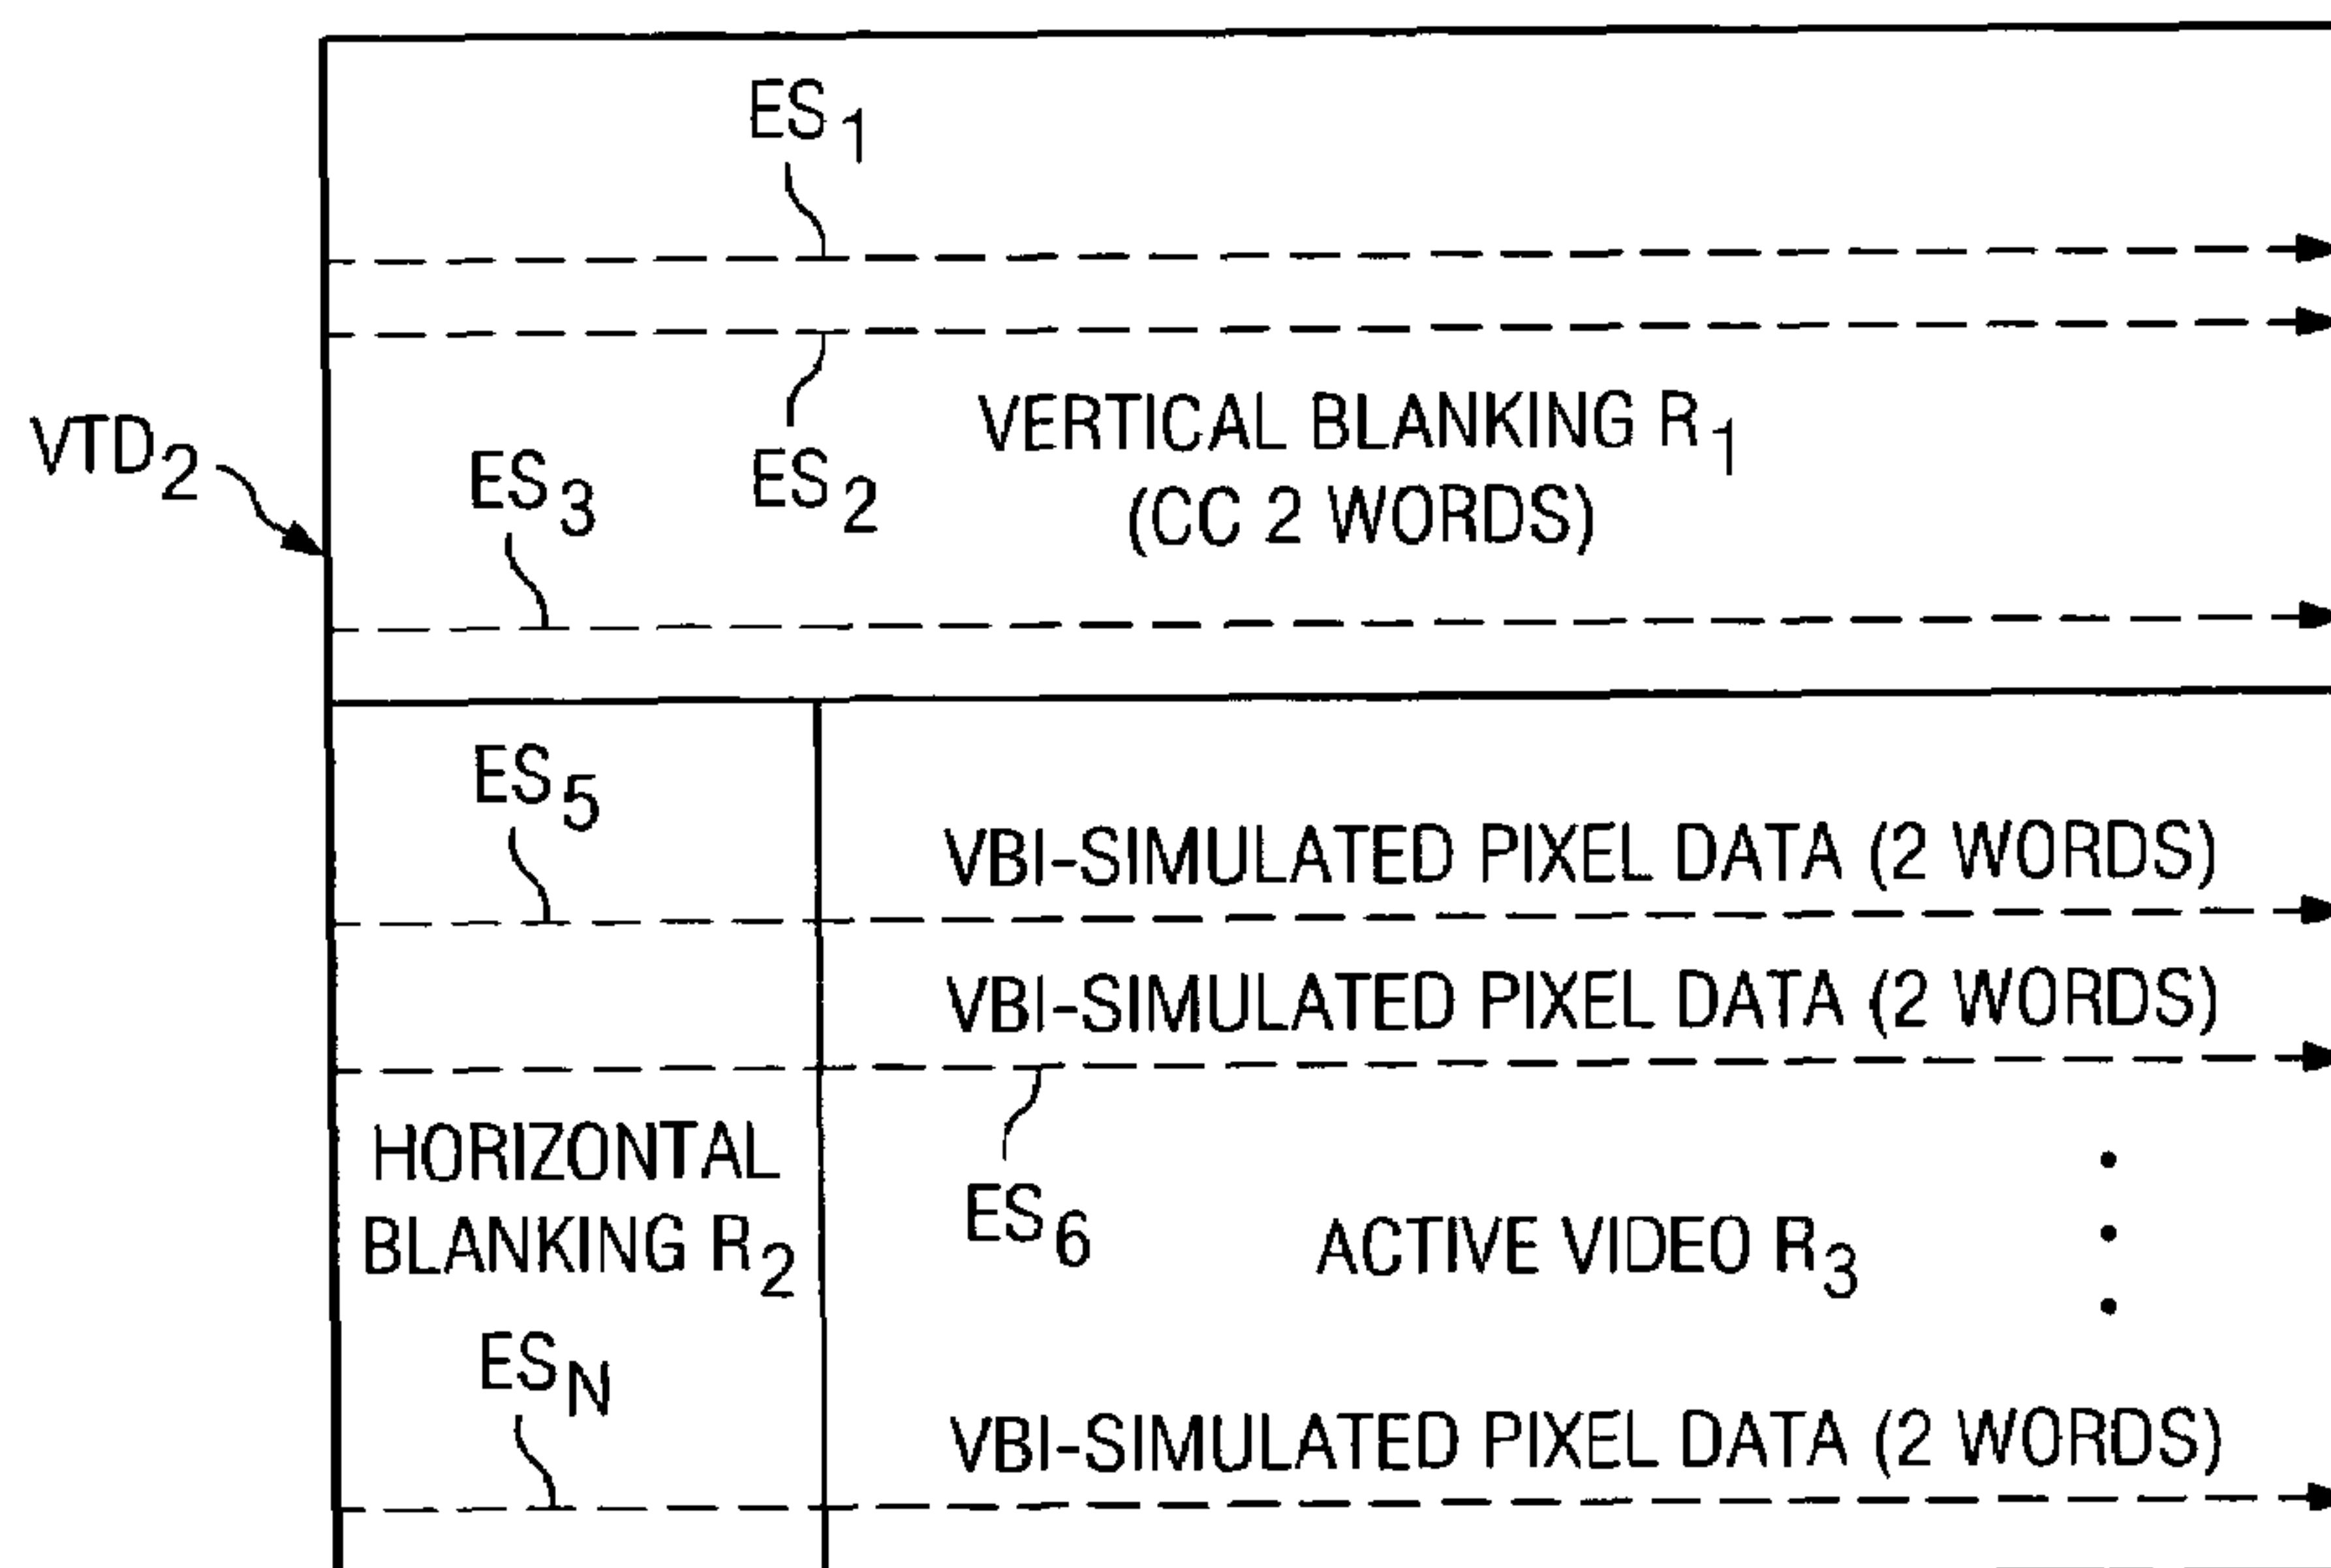 ES1
VERTICAL BLANKING R1
(CC 2 WORDS)
VTD2
ES3
ES2
ES5
VBI-SIMULATED PIXEL DATA (2 WORDS)
VBI-SIMULATED PIXEL DATA (2 WORDS)
HORIZONTAL
BLANKING R2
ES6
ACTIVE VIDEO R3
ESN
VBI-SIMULATED PIXEL DATA (2 WORDS)